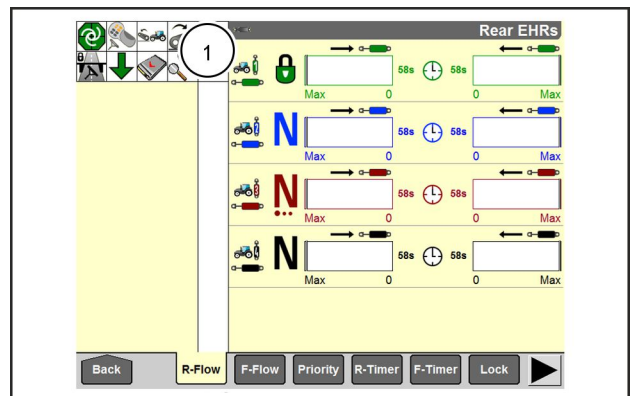 1
Rear EHRs
58s 58s
Max 0 0 Max
N 58s 58s
Max 0 0 Max
N 58s 58s
Max 0 0 Max
N 58s 58s
Max 0 0 Max
Back R-Flow F-Flow Priority R-Timer F-Timer Lock